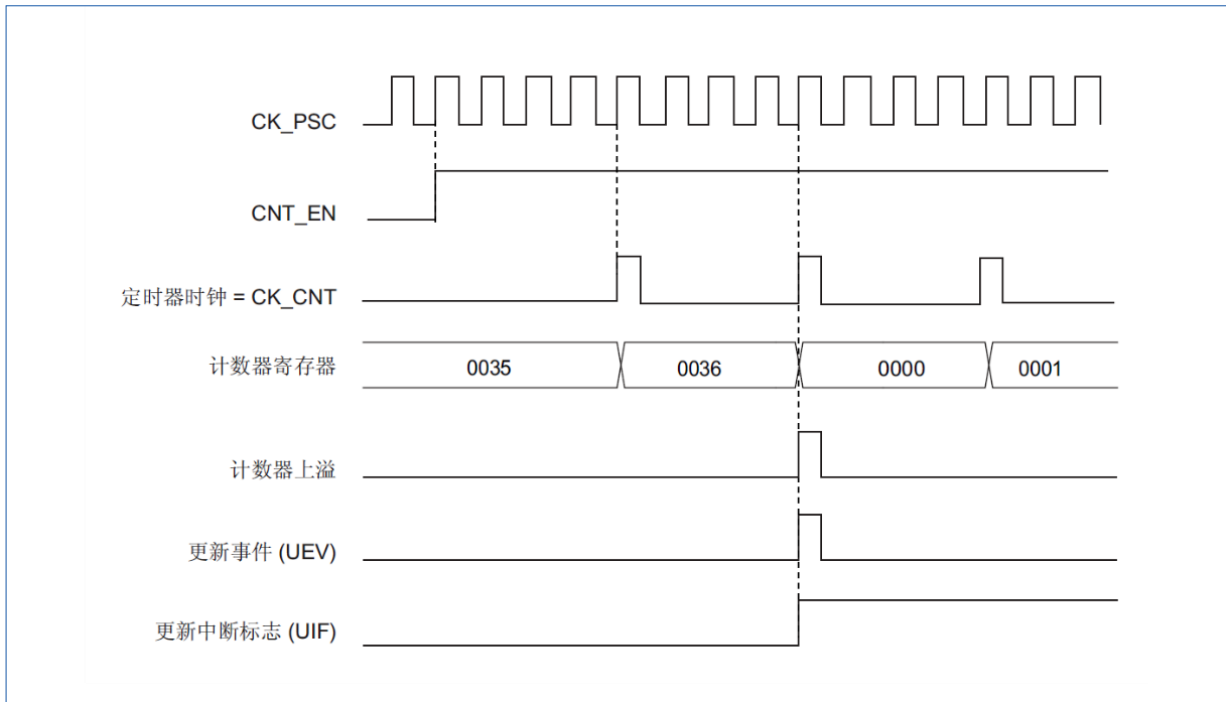 CK_PSC
CNT_EN
定时器时钟 = CK_CNT
计数器寄存器 0035 0036 0000 0001
计数器上溢
更新事件 (UEV)
更新中断标志 (UIF)